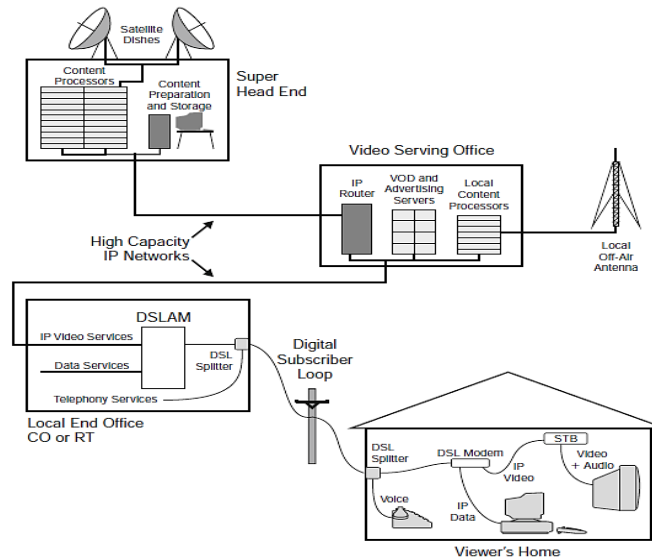 Satellite
Dishes
Content
Processors
Content
Preparation
and Storage
Super
Head End
Video Serving Office
IP
Router
VOD and
Advertising
Servers
Local
Content
Processors
Local
Off-Air
Antenna
High Capacity
IP Networks
DSLAM
IP Video Services
Data Services
Telephony Services
DSL
Splitter
Local End Office
CO or RT
Digital
Subscriber
Loop
DSL
Splitter
DSL Modem
STB
Video
+ Audio
IP
Video
Voice
IP
Data
Viewer's Home